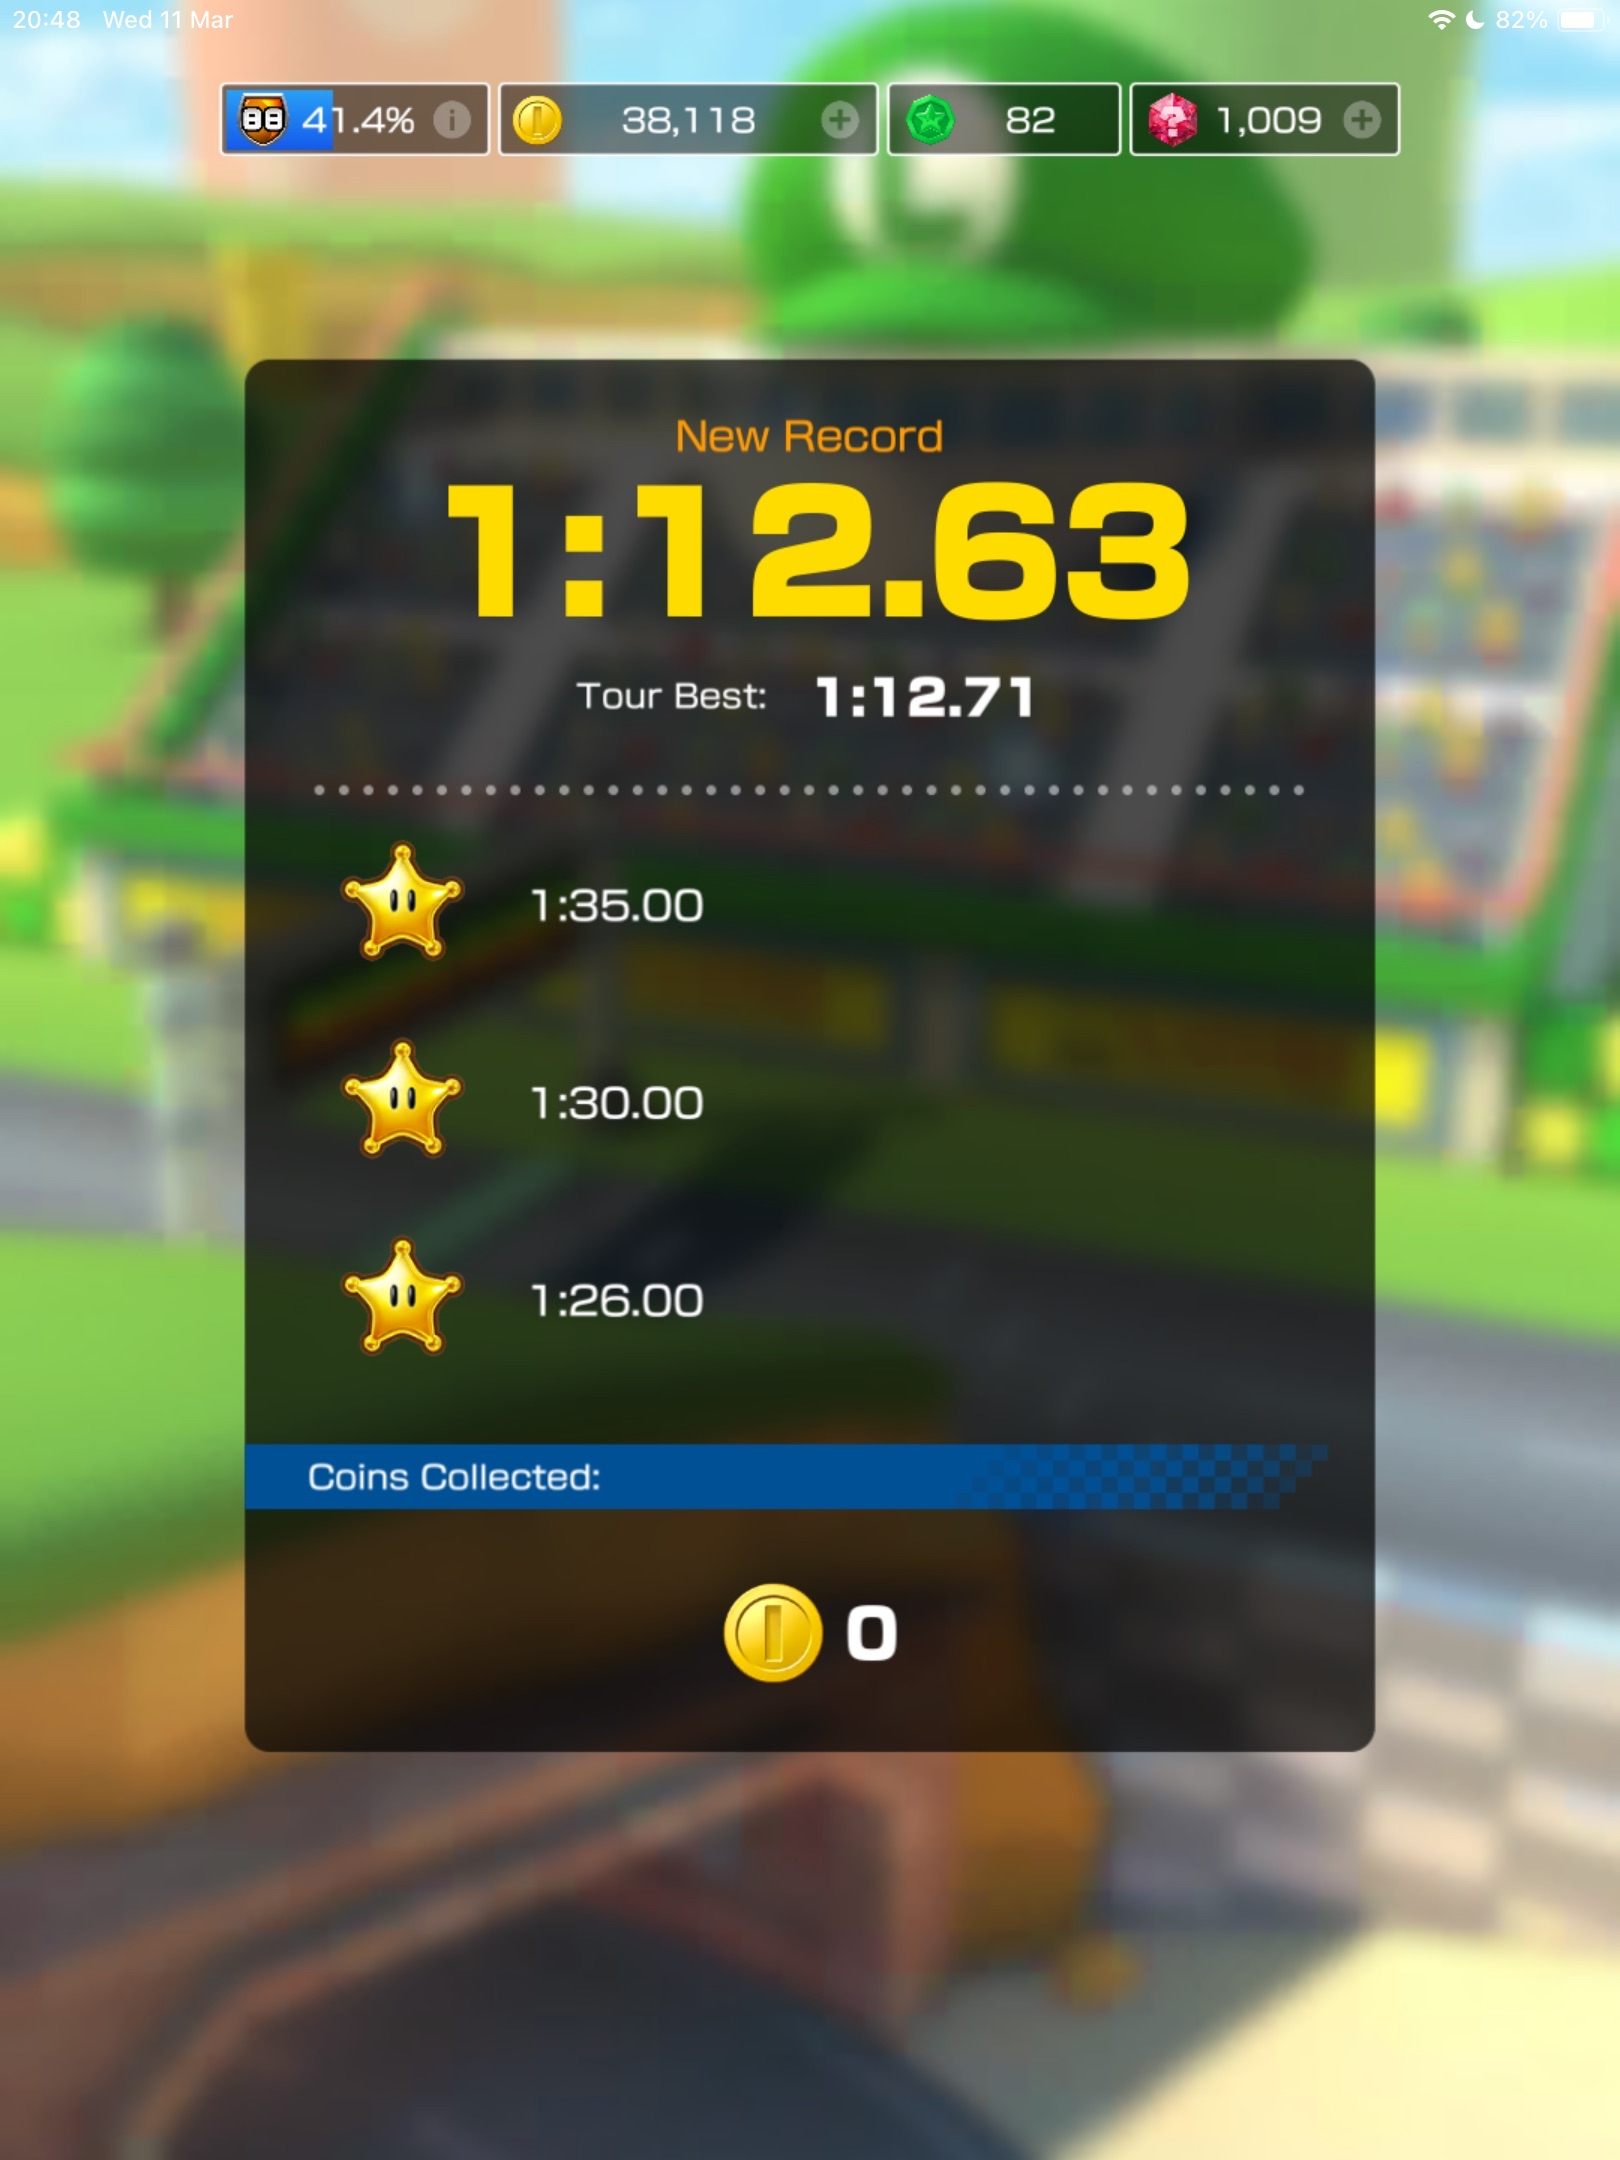 20:48 Wed 11 Mar 82%
41.4% 38,118 82 1,009
L
New Record
1:12.63
Tour Best: 1:12.71
1:35.00
1:30.00
1:26.00
Coins Collected:
0